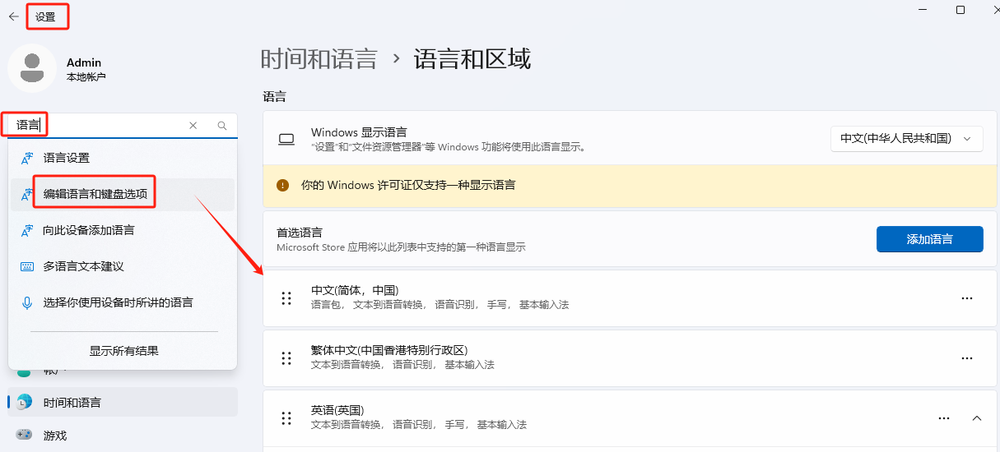 设置
Admin
本地帐户
语言
语言设置
编辑语言和键盘选项
向此设备添加语言
多语言文本建议
选择你使用设备时所讲的语言
显示所有结果
时间和语言
游戏
时间和语言 › 语言和区域
语言
Windows 显示语言
"设置"和"文件资源管理器"等 Windows 功能将使用此语言显示。
中文(中华人民共和国)
你的 Windows 许可证仅支持一种显示语言
首选语言
Microsoft Store 应用将以此列表中支持的第一种语言显示
添加语言
中文(简体，中国)
语言包， 文本到语音转换， 语音识别， 手写， 基本输入法
繁体中文(中国香港特别行政区)
文本到语音转换， 语音识别， 基本输入法
英语(英国)
文本到语音转换， 语音识别， 手写， 基本输入法